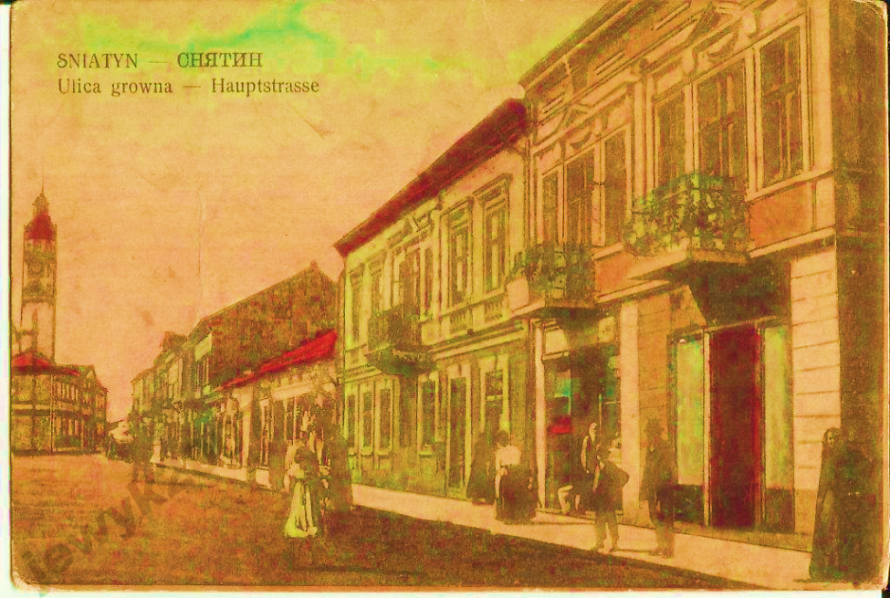 SNIATYN — СНЯТИН
Ulica growna — Hauptstrasse